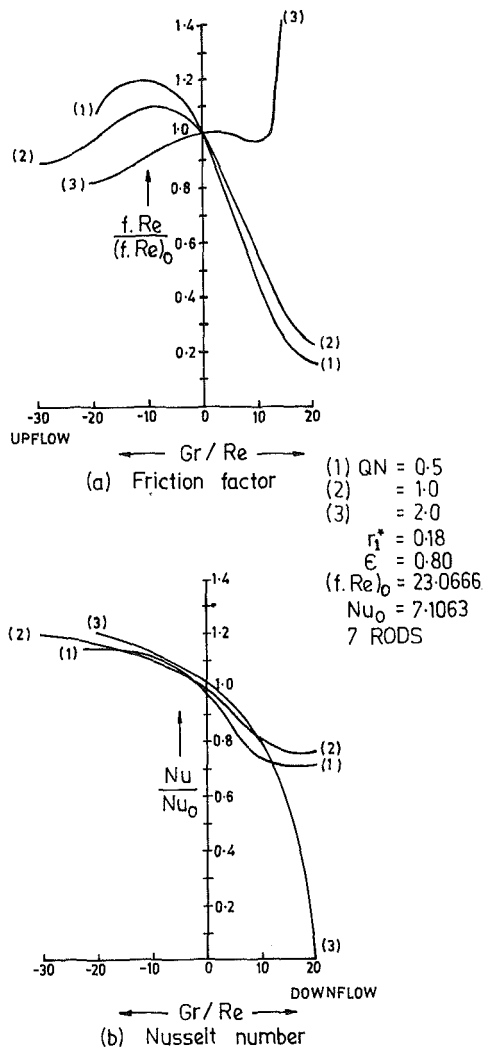 (3)
1·4
1·2
(1)
1.0
(2)
(3)
0·8
f.Re
(f.Re)₀
0·6
0·4
(2)
0·2
(1)
-30 -20 -10 0 10 20
UPFLOW
Gr/Re
(a) Friction factor
(1) QN = 0·5
(2) = 1·0
(3) = 2·0
r₁* = 0·18
Є = 0·80
(f.Re)₀ = 23·0666
Nu₀ = 7·1063
7 RODS
1·4
(2)
(3)
1·2
(1)
1·0
0·8
(2)
(1)
Nu
Nu₀
0·6
0·4
0·2
(3)
-30 -20 -10 0 10 20
DOWNFLOW
Gr/Re
(b) Nusselt number